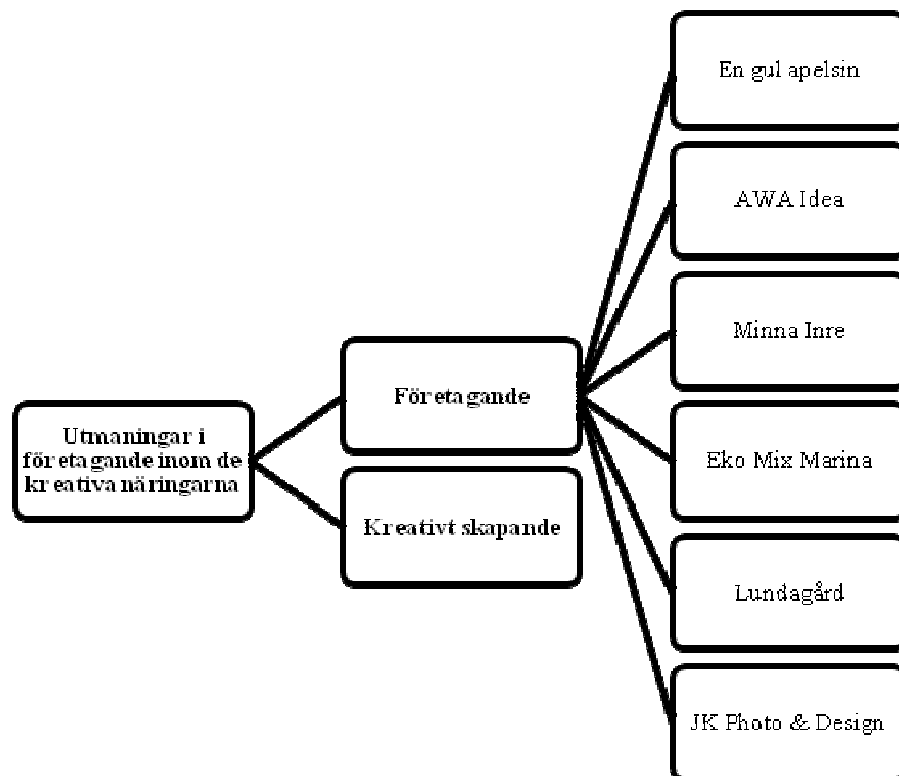 Utmaningar i
företagande inom de
kreativa näringarna
Företagande
Kreativt skapande
En gul apelsin
AWA Idea
Minna Inre
Eko Mix Marina
Lundagård
JK Photo & Design